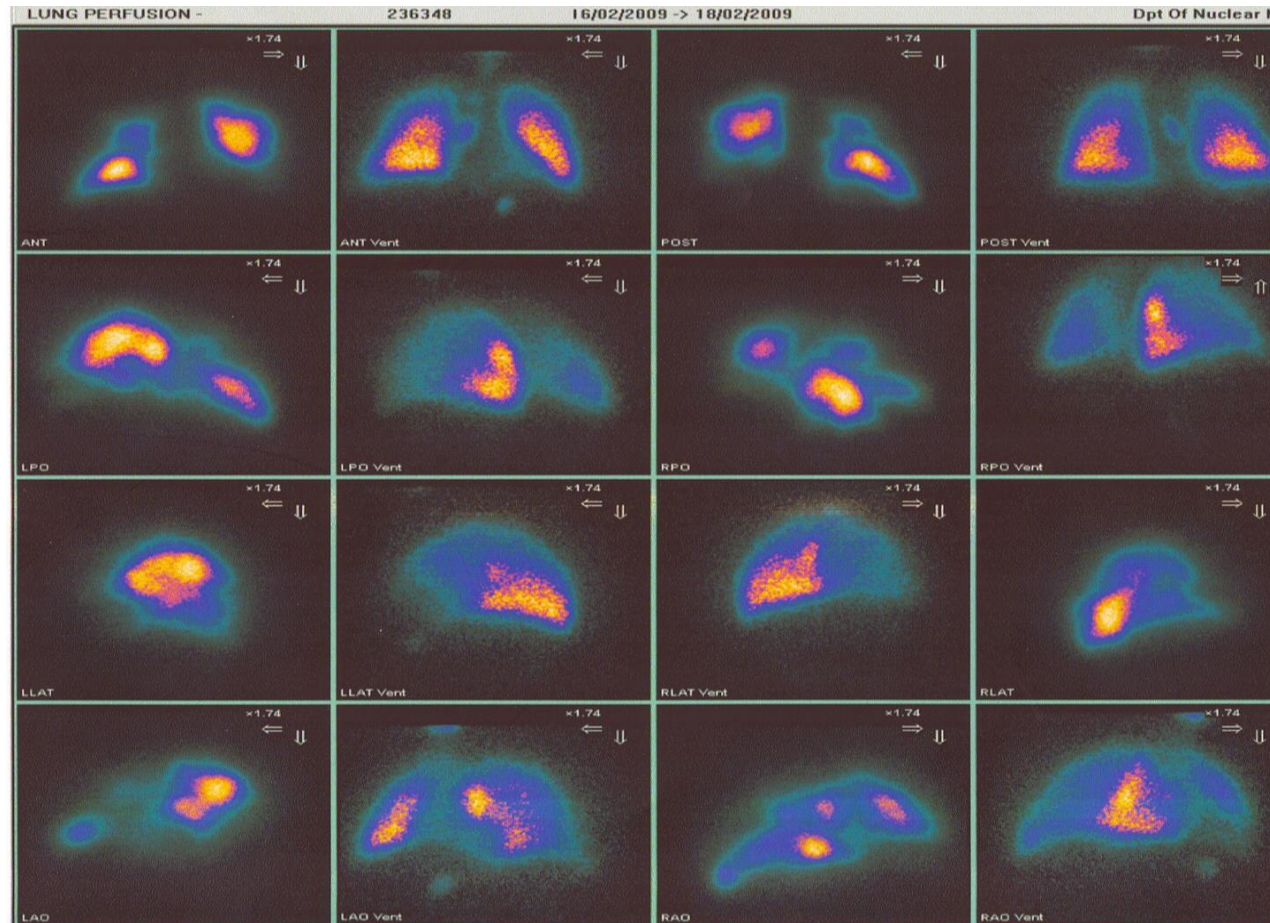 LUNG PERFUSION - 236348 16/02/2009 -> 18/02/2009 Dpt Of Nuclear
×1.74 ×1.74 ×1.74 ×1.74
ANT ANT Vent POST POST Vent
×1.74 ×1.74 ×1.74 ×1.74
LPO LPO Vent RPO RPO Vent
×1.74 ×1.74 ×1.74 ×1.74
LLAT LLAT Vent RLAT Vent RLAT
×1.74 ×1.74 ×1.74 ×1.74
LAO LAO Vent RAO RAO Vent